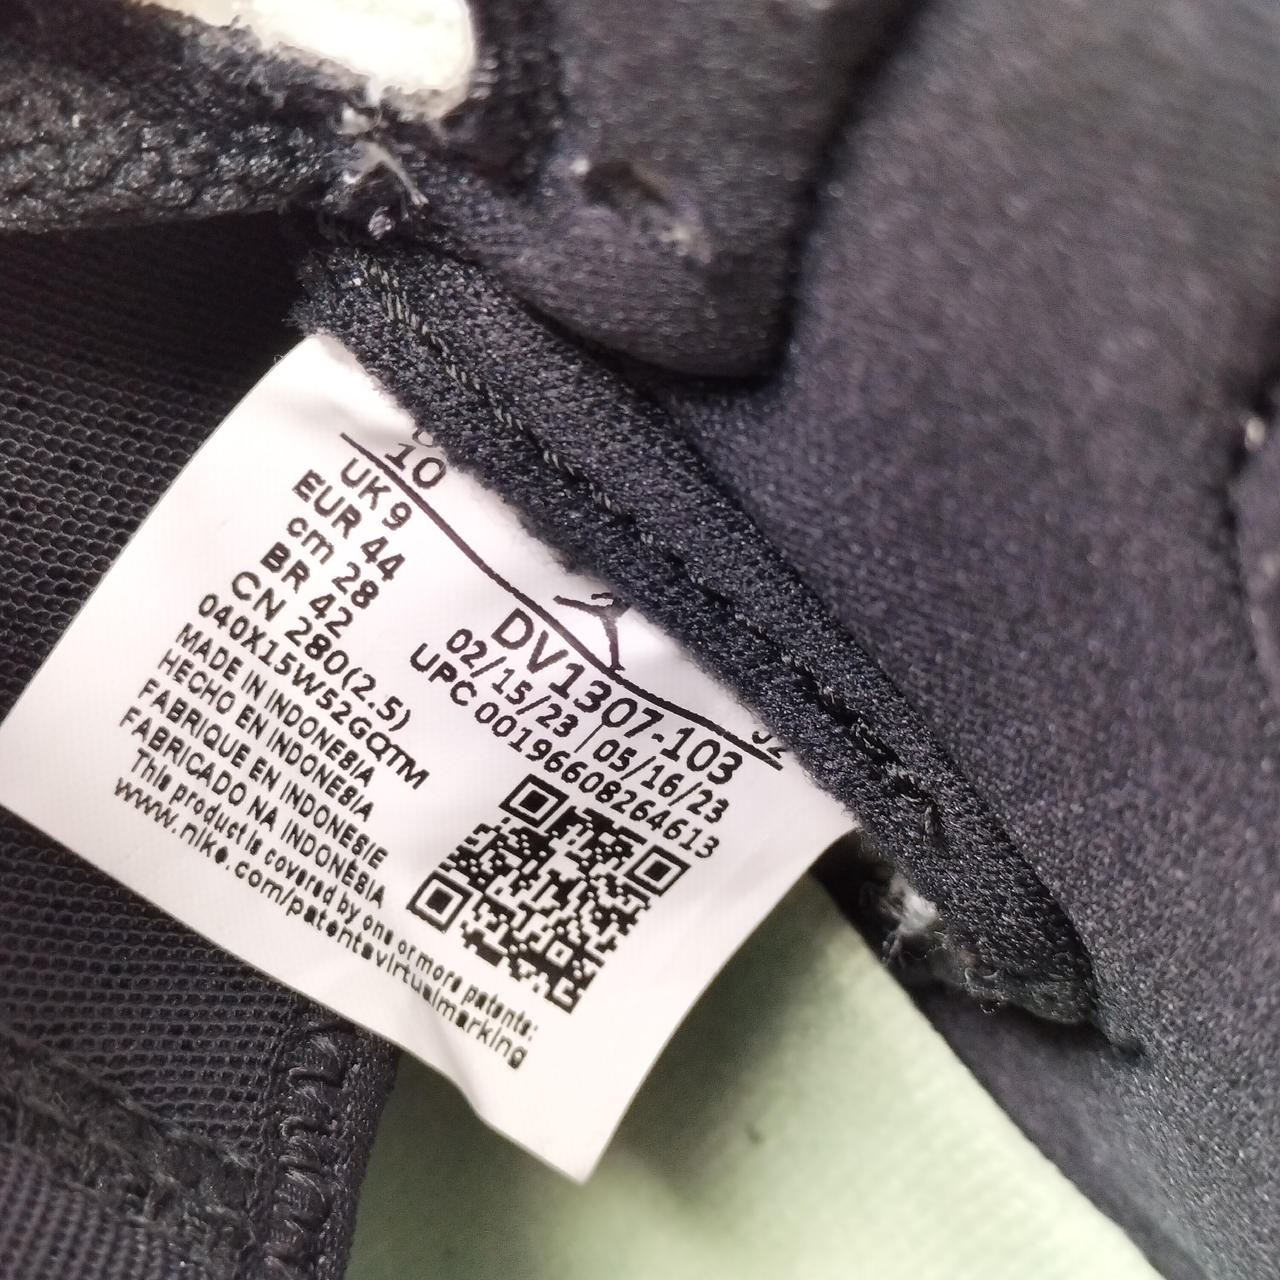 10
UK 9
EUR 44
cm 28
BR 42
CN 280(2.5)
040X15W52GQTM
MADE IN INDONESIA
HECHO EN INDONESIA
FABRIQUE EN INDONESIE
FABRICADO NA INDONÉSIA
This product is covered by one or more patents:
www.nike.com/patentsvirtualmarking
DV1307-103
02/15/23 | 05/16/23
UPC 00196608264613